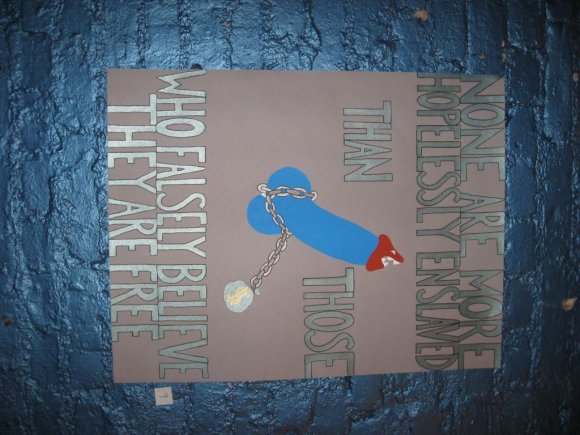 NONE ARE MORE
HOPELESSLY ENSLAVED
THAN
THOSE
WHO FALSELY BELIEVE
THEY ARE FREE